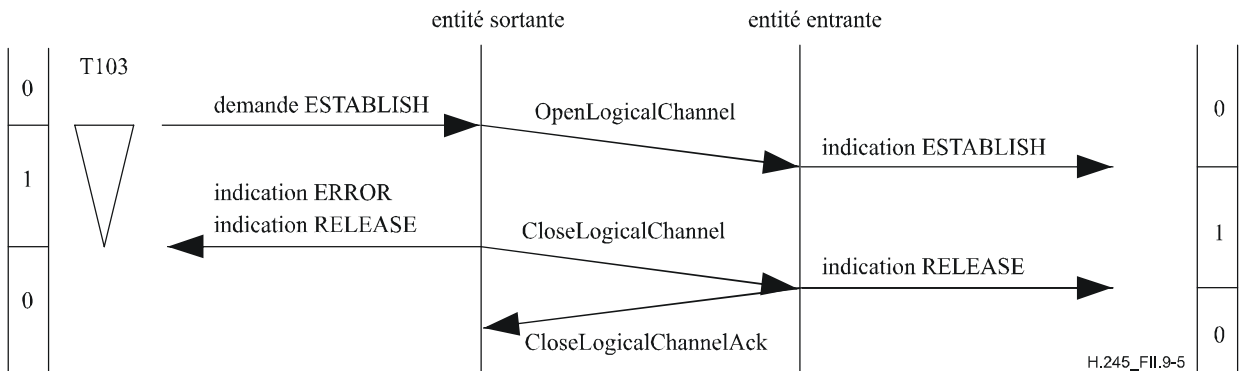 entité sortante
entité entrante
T103
0
0
demande ESTABLISH
OpenLogicalChannel
indication ESTABLISH
1
indication ERROR
indication RELEASE
CloseLogicalChannel
1
indication RELEASE
0
CloseLogicalChannelAck
0
H.245_FII.9-5